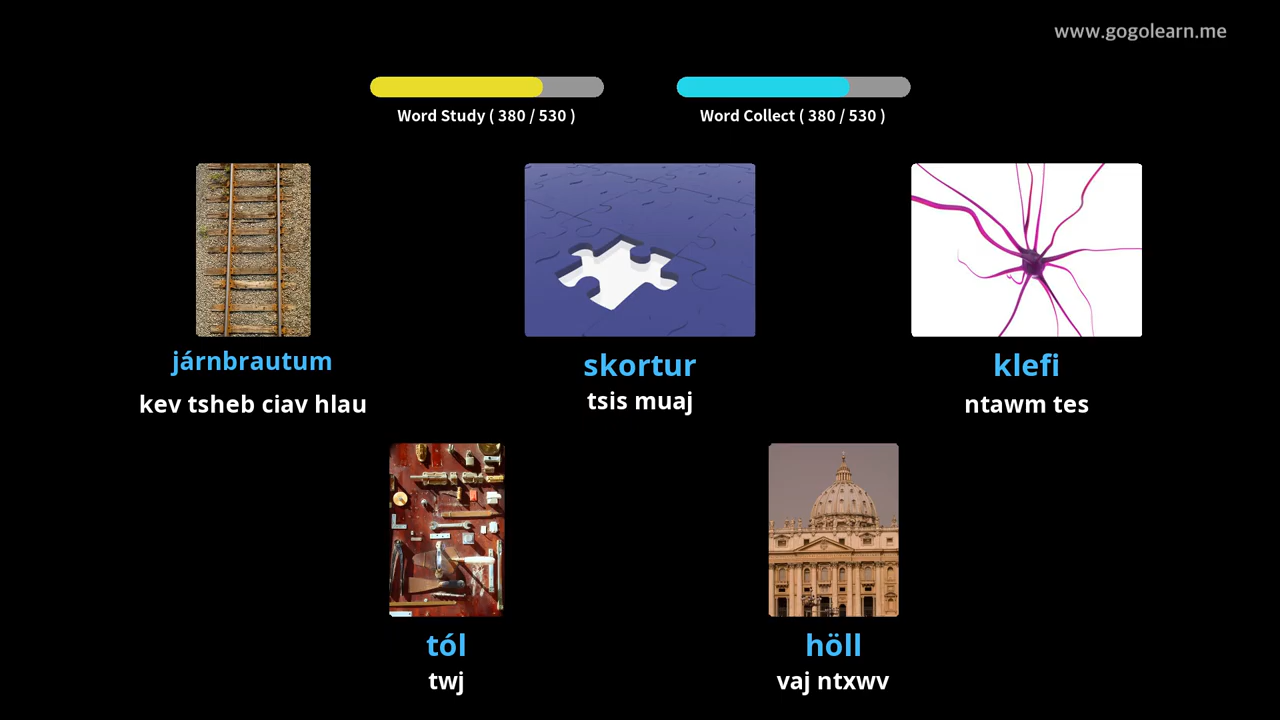 www.gogolearn.me
Word Study ( 380 / 530 )
Word Collect ( 380 / 530 )
járnbrautum
kev tsheb ciav hlau
skortur
tsis muaj
klefi
ntawm tes
tól
twj
höll
vaj ntxwv